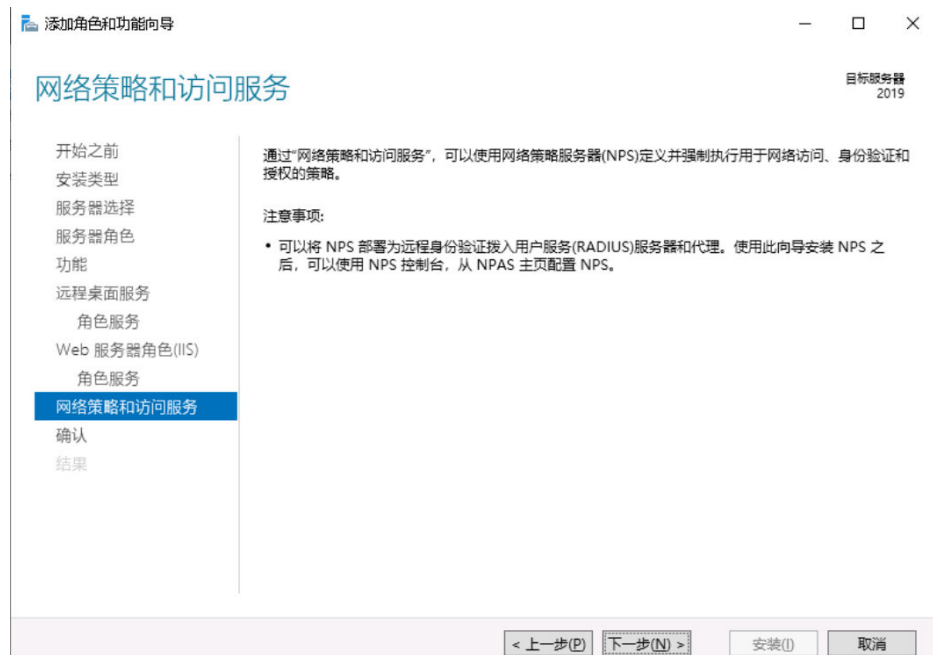 添加角色和功能向导
网络策略和访问服务
目标服务器
2019
开始之前
安装类型
服务器选择
服务器角色
功能
远程桌面服务
角色服务
Web 服务器角色(IIS)
角色服务
网络策略和访问服务
确认
结果
通过“网络策略和访问服务”，可以使用网络策略服务器(NPS)定义并强制执行用于网络访问、身份验证和
授权的策略。
注意事项:
• 可以将 NPS 部署为远程身份验证拨入用户服务(RADIUS)服务器和代理。使用此向导安装 NPS 之
后，可以使用 NPS 控制台，从 NPAS 主页配置 NPS。
< 上一步(P)
下一步(N) >
安装(I)
取消